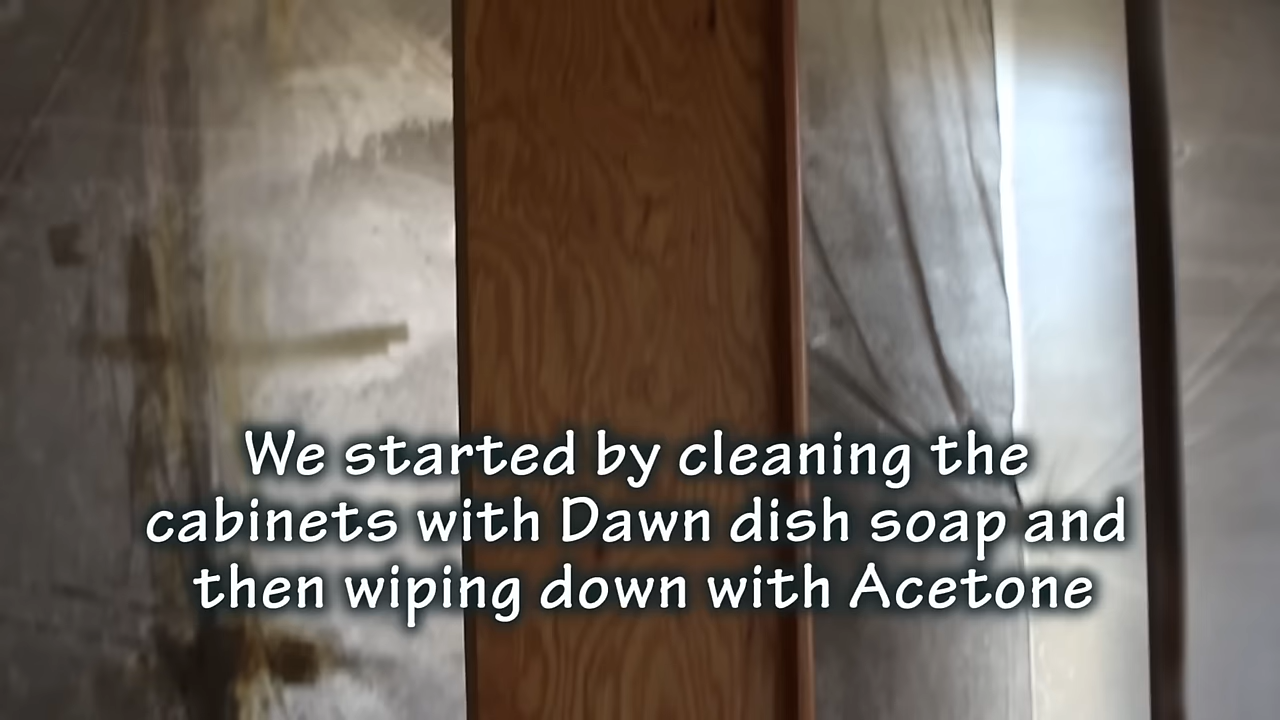 We started by cleaning the
cabinets with Dawn dish soap and
then wiping down with Acetone